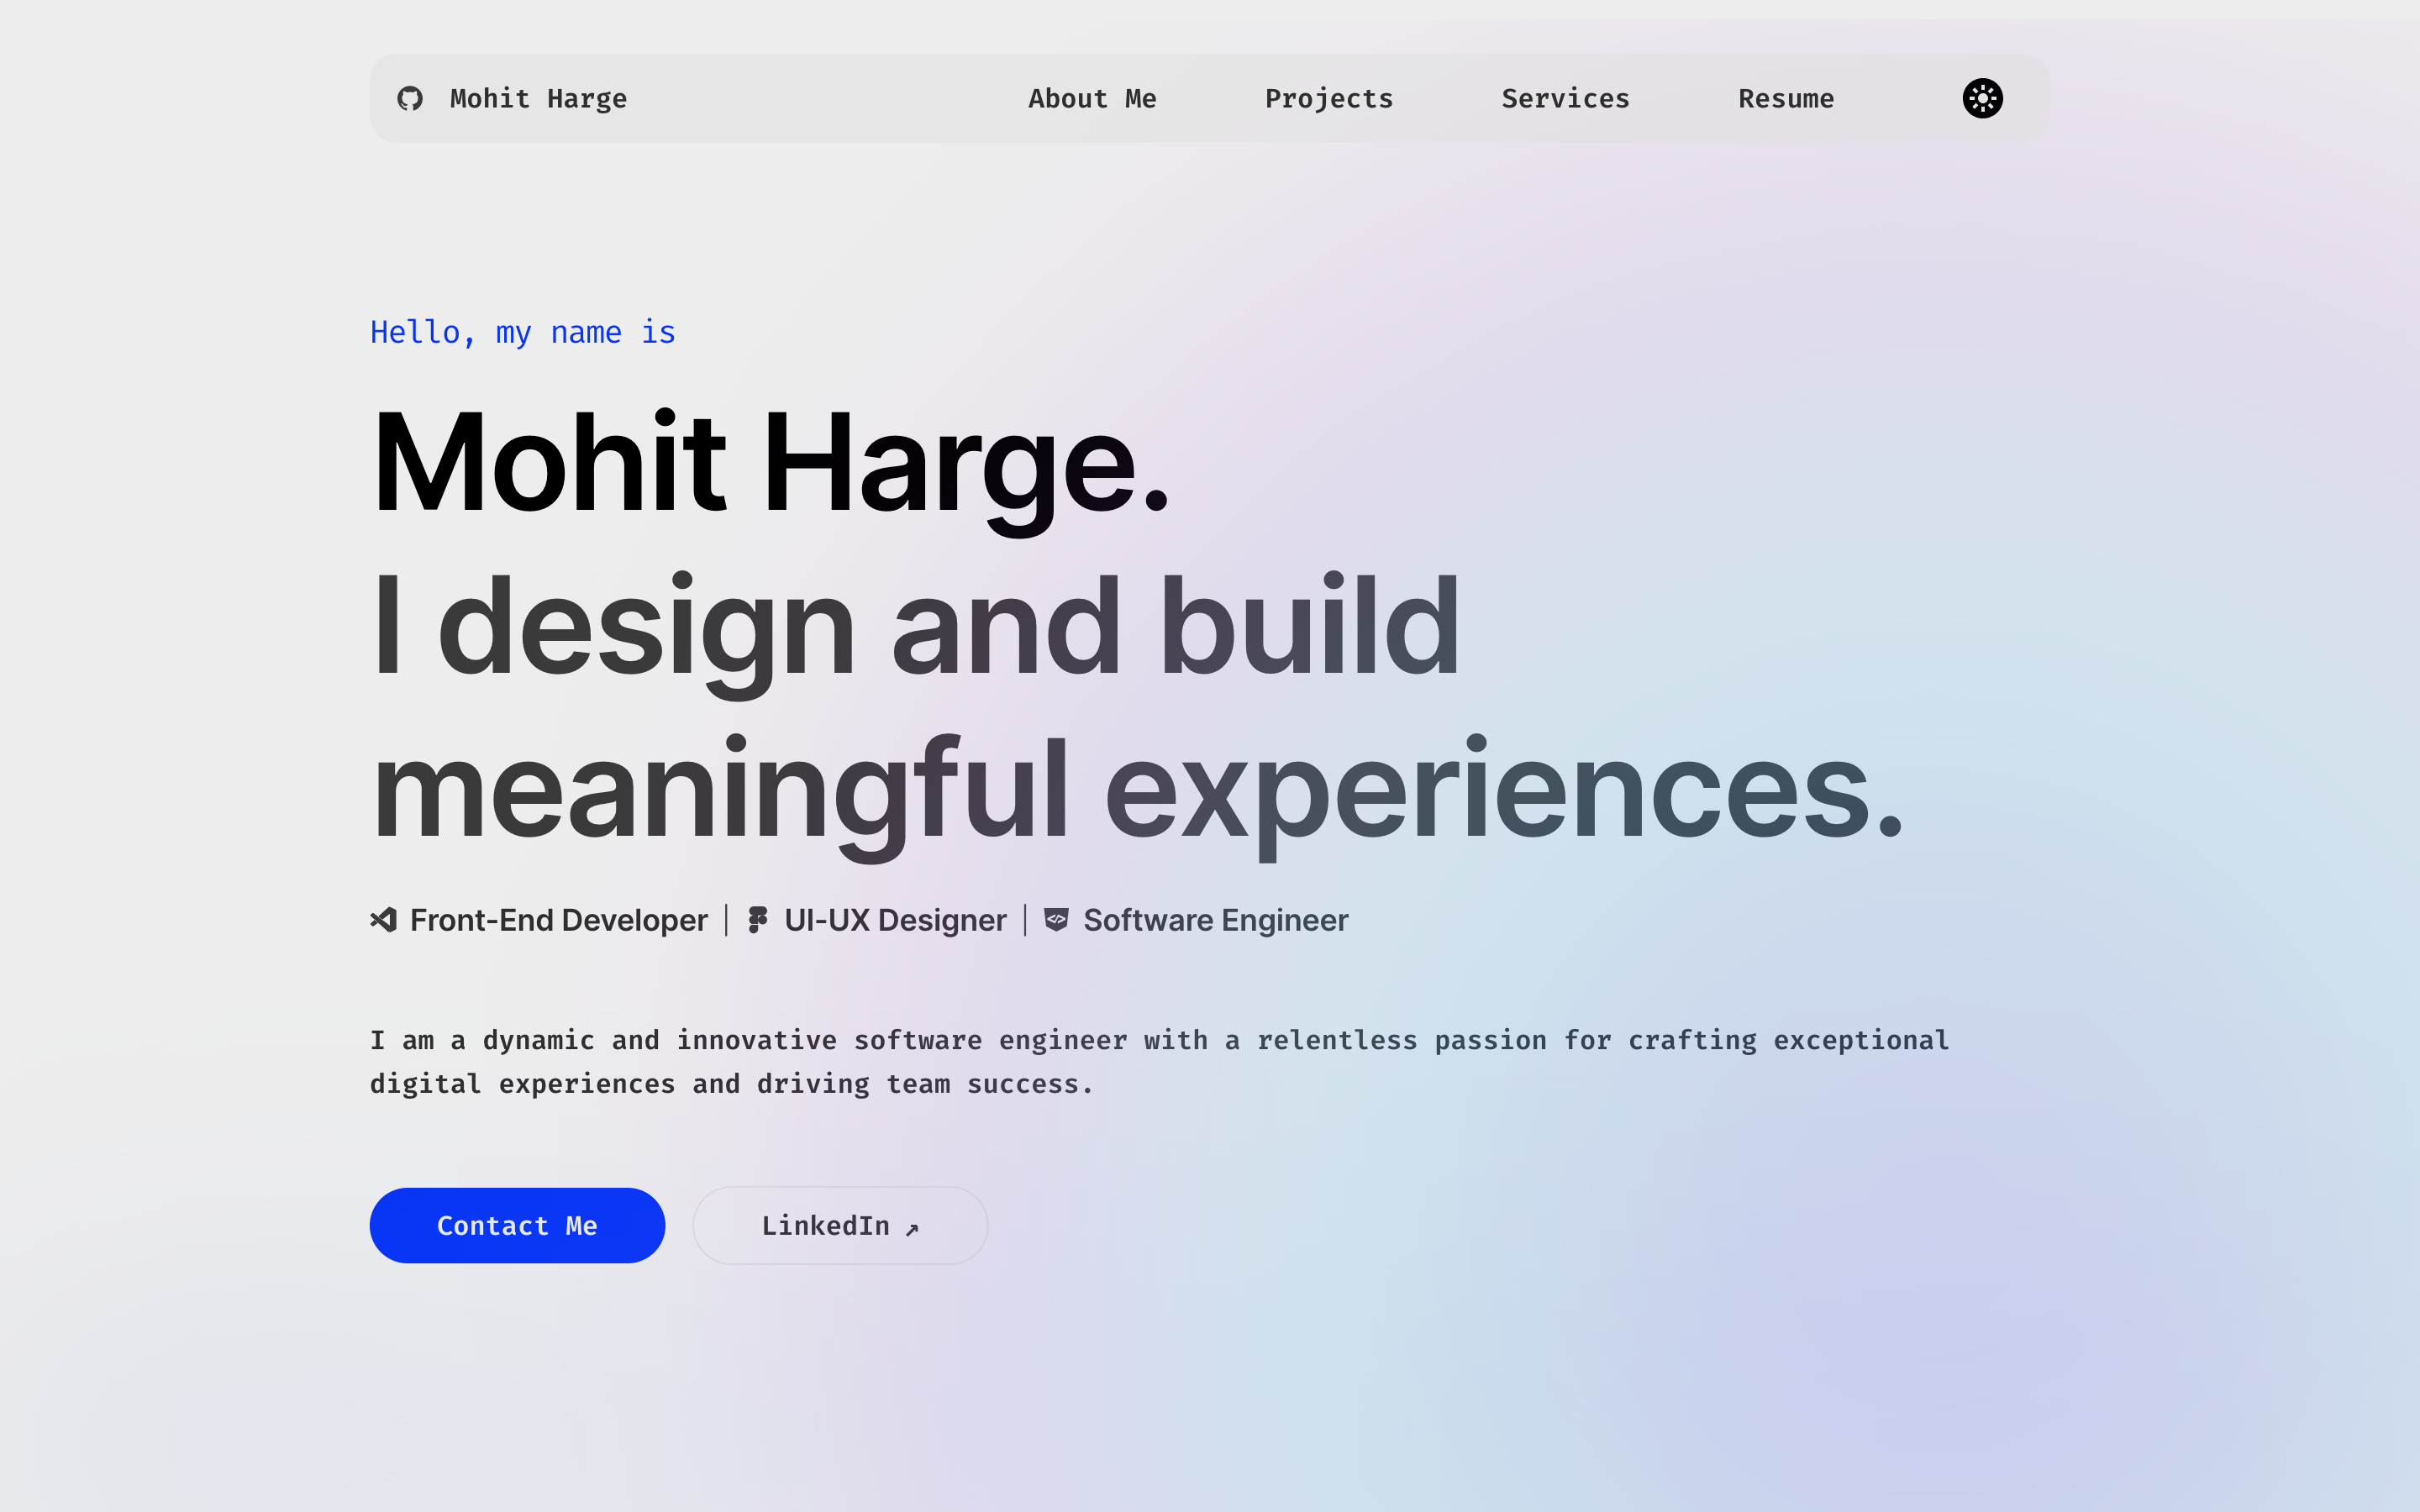 Mohit Harge About Me Projects Services Resume
Hello, my name is
Mohit Harge.
I design and build
meaningful experiences.
Front-End Developer | UI-UX Designer | Software Engineer
I am a dynamic and innovative software engineer with a relentless passion for crafting exceptional
digital experiences and driving team success.
Contact Me LinkedIn ↗